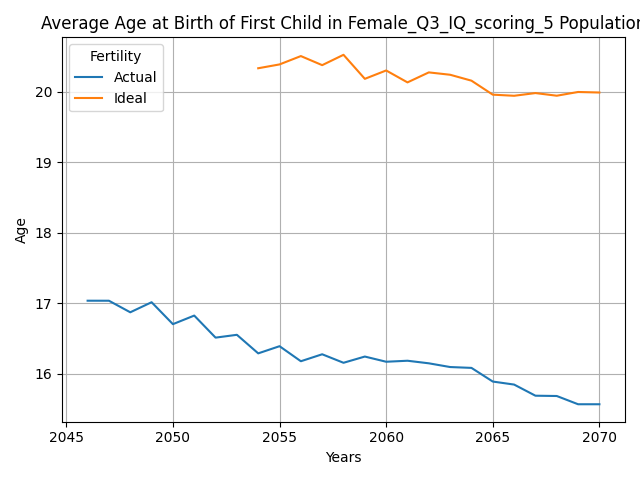 Average Age at Birth of First Child in Female_Q3_IQ_scoring_5 Population
Fertility
Actual
Ideal
20
19
18
17
16
Age
2045 2050 2055 2060 2065 2070
Years